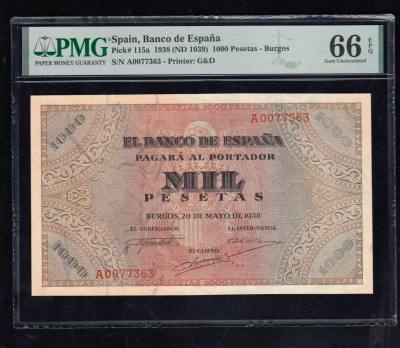 PMG
PAPER MONEY GUARANTY
Spain, Banco de España
Pick# 115a 1938 (ND 1939) 1000 Pesetas - Burgos
S/N A0077363 - Printer: G&D
66 EPQ
Gem Uncirculated
1000
1000
A0077363
EL BANCO DE ESPAÑA
PAGARÁ AL PORTADOR
MIL
PESETAS
BURGOS, 20 DE MAYO DE 1938
EL GOBERNADOR
EL INTERVENTOR
EL CAJERO
A0077363
1000
1000